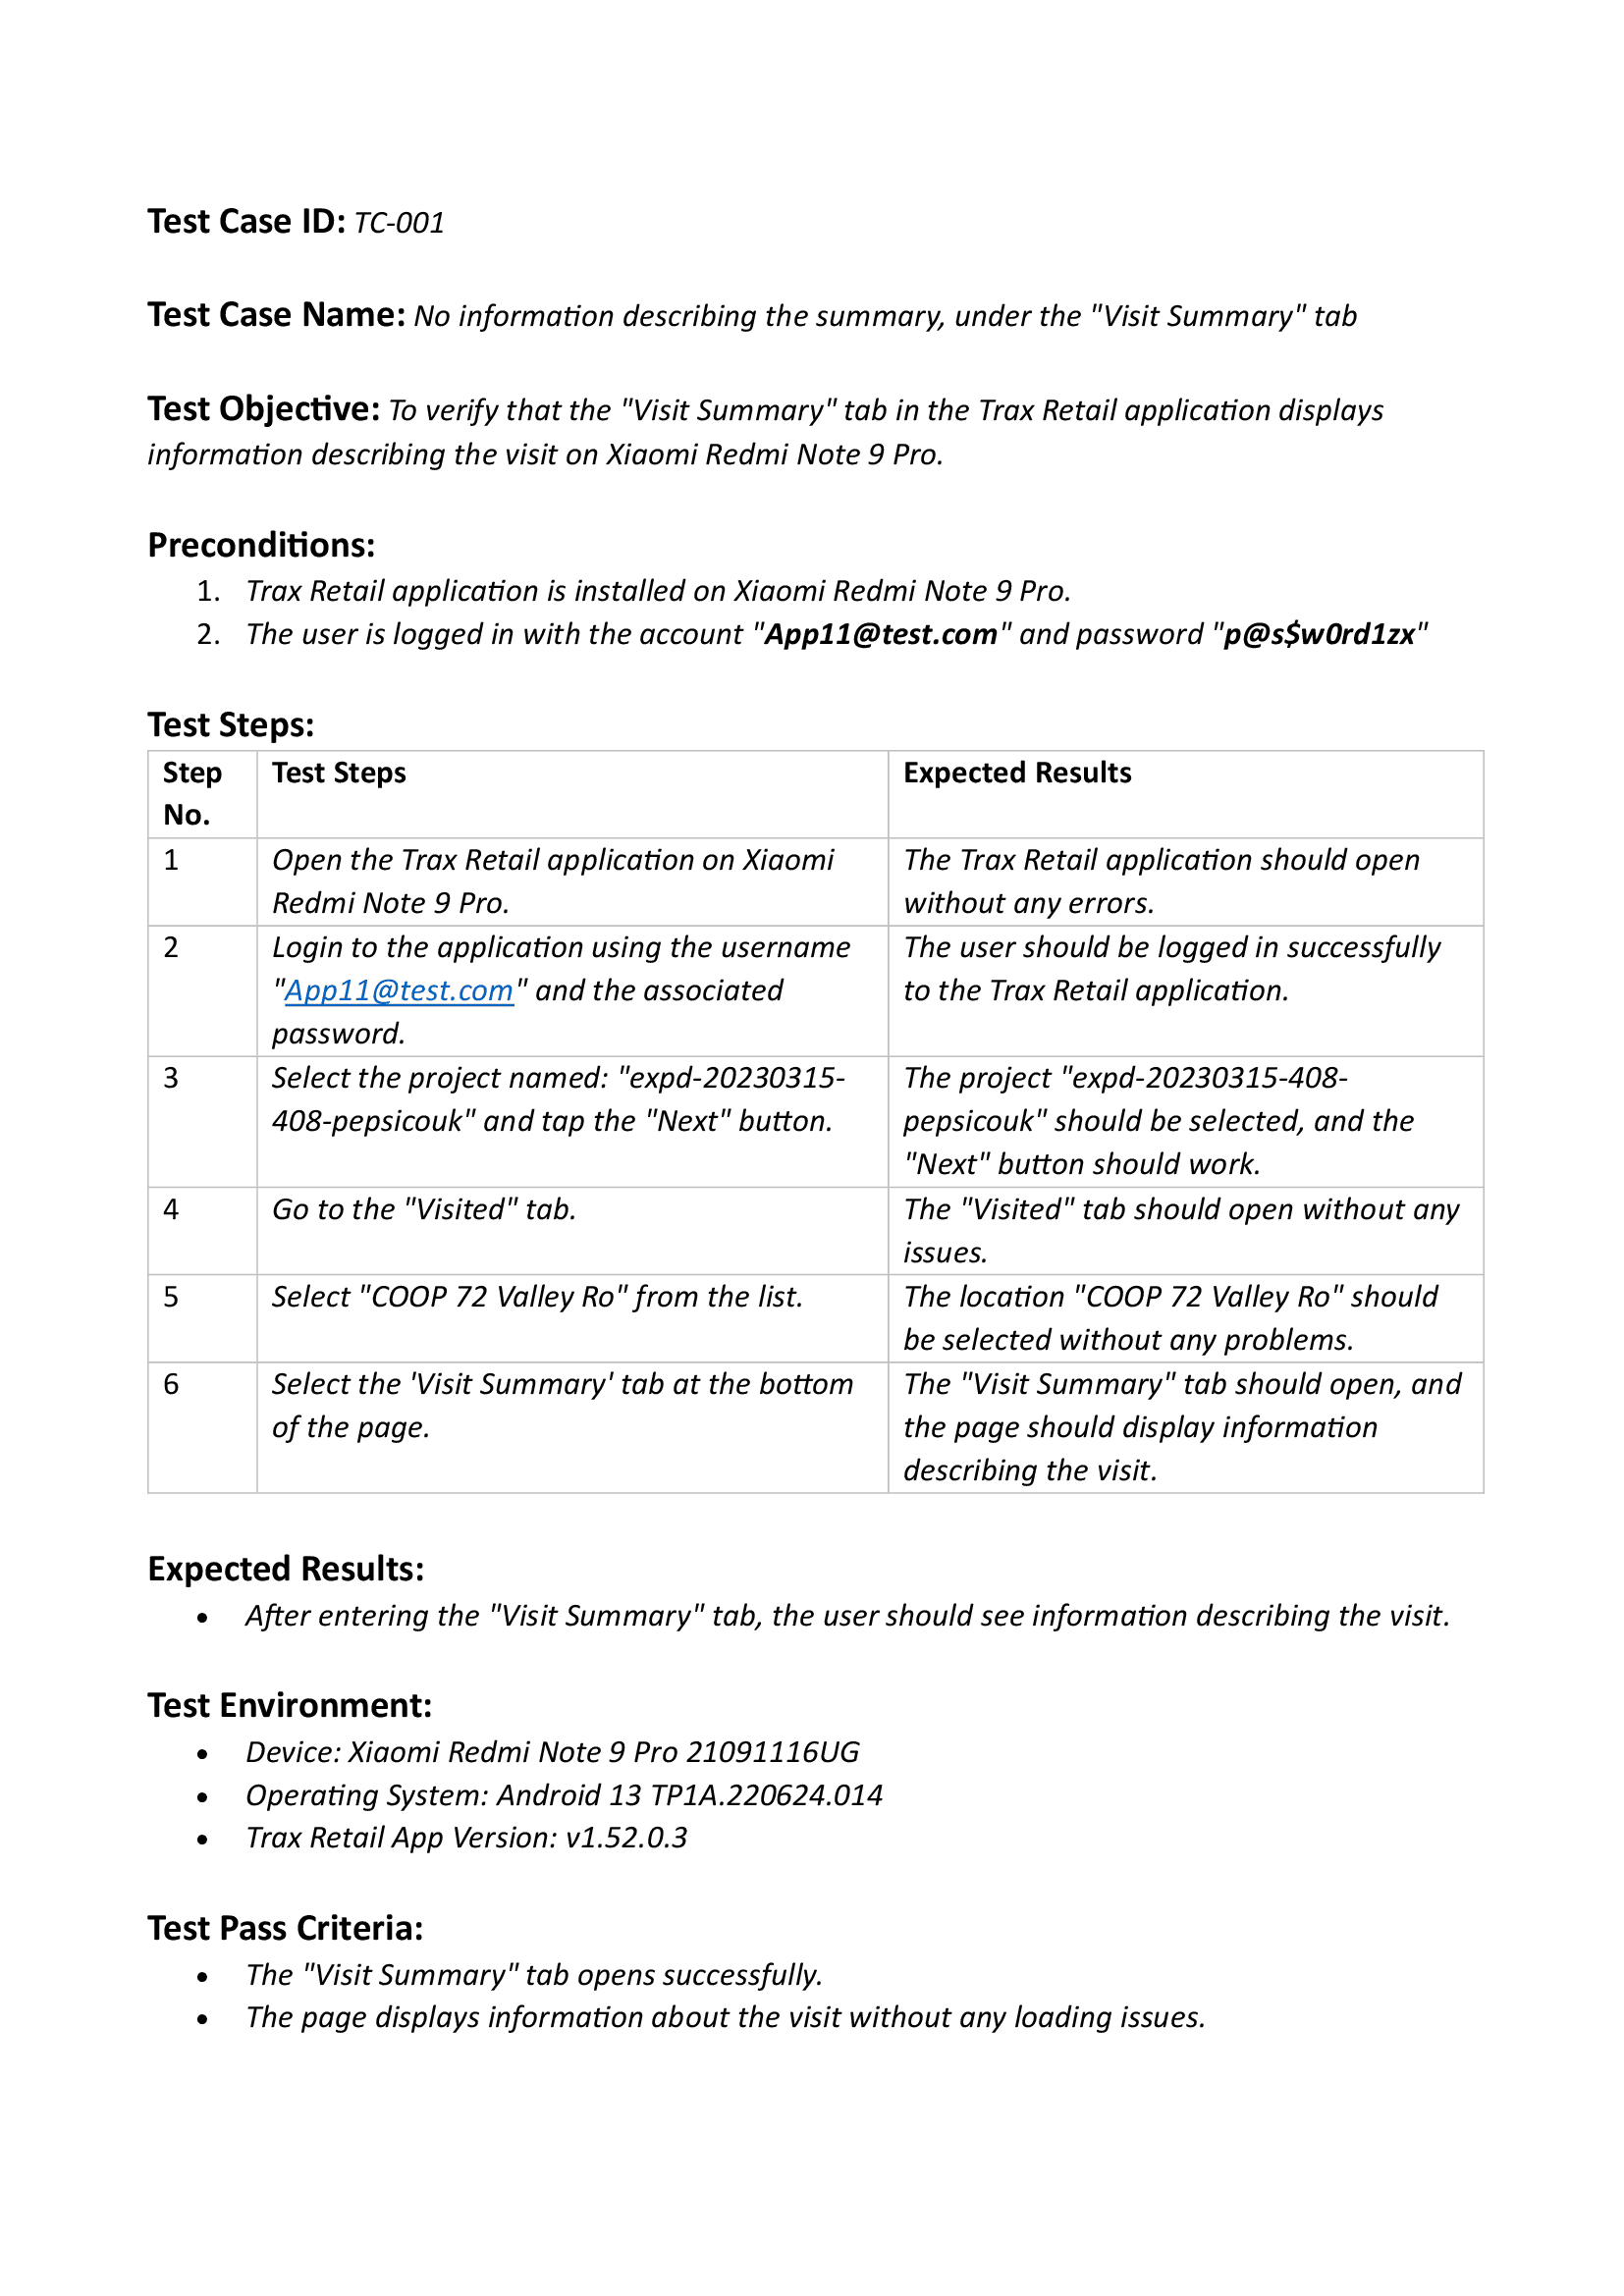 Test Case ID: TC-001
Test Case Name: No information describing the summary, under the "Visit Summary" tab
Test Objective: To verify that the "Visit Summary" tab in the Trax Retail application displays
information describing the visit on Xiaomi Redmi Note 9 Pro.
Preconditions:
1. Trax Retail application is installed on Xiaomi Redmi Note 9 Pro.
2. The user is logged in with the account "App11@test.com" and password "p@s$w0rd1zx"
Test Steps:
Step No. Test Steps Expected Results
1 Open the Trax Retail application on Xiaomi
Redmi Note 9 Pro.
The Trax Retail application should open
without any errors.
2 Login to the application using the username
"App11@test.com" and the associated
password.
The user should be logged in successfully
to the Trax Retail application.
3 Select the project named: "expd-20230315-
408-pepsicouk" and tap the "Next" button.
The project "expd-20230315-408-
pepsicouk" should be selected, and the
"Next" button should work.
4 Go to the "Visited" tab.
The "Visited" tab should open without any
issues.
5 Select "COOP 72 Valley Ro" from the list.
The location "COOP 72 Valley Ro" should
be selected without any problems.
6 Select the 'Visit Summary' tab at the bottom
of the page.
The "Visit Summary" tab should open, and
the page should display information
describing the visit.
Expected Results:
• After entering the "Visit Summary" tab, the user should see information describing the visit.
Test Environment:
• Device: Xiaomi Redmi Note 9 Pro 21091116UG
• Operating System: Android 13 TP1A.220624.014
• Trax Retail App Version: v1.52.0.3
Test Pass Criteria:
• The "Visit Summary" tab opens successfully.
• The page displays information about the visit without any loading issues.